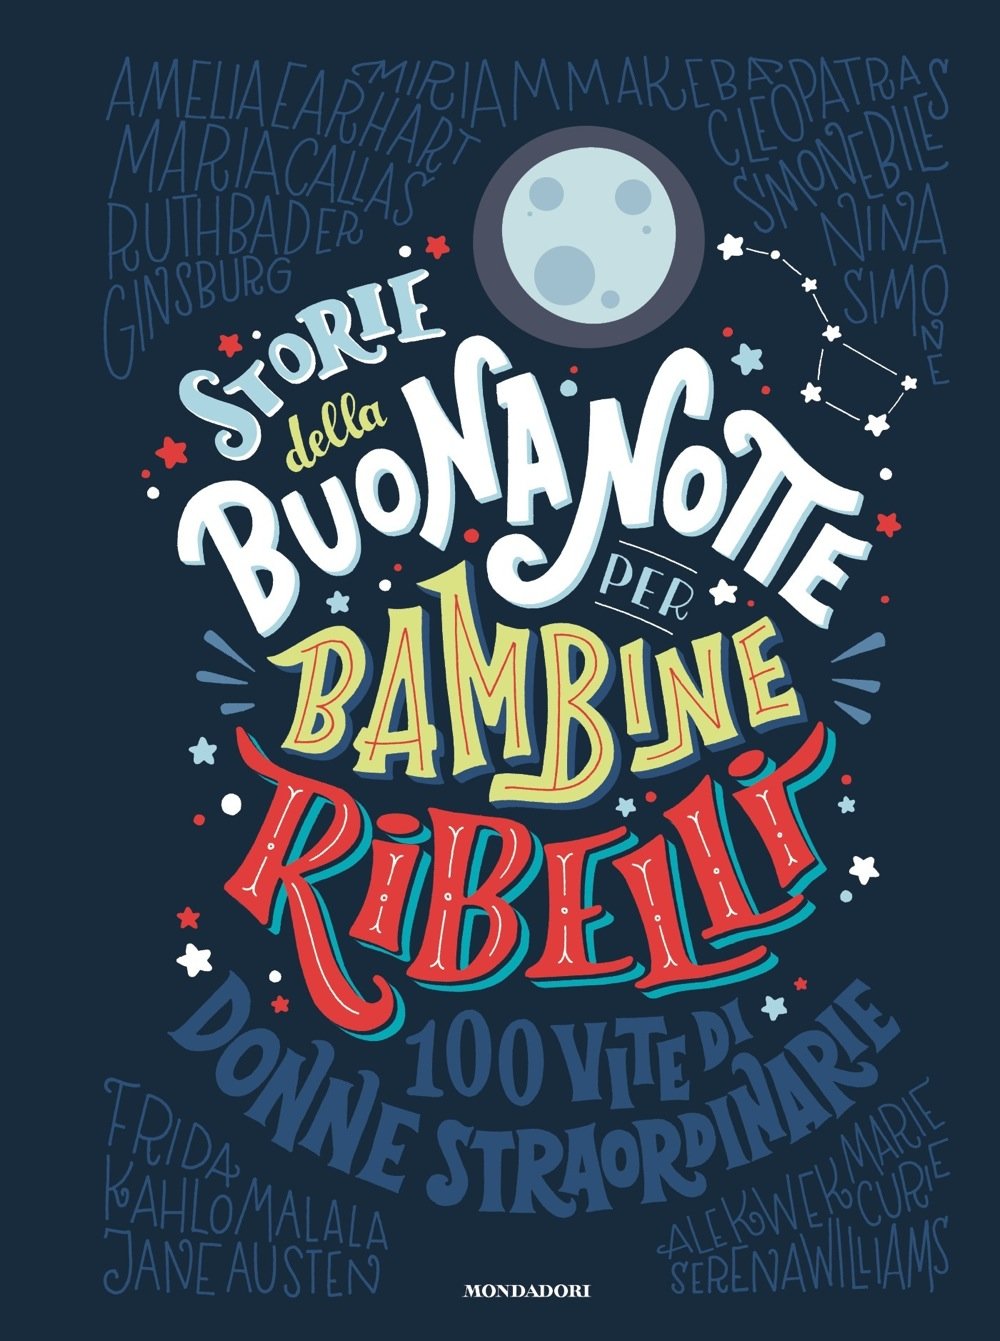 AMELIA EARHART
MIRIAM MAKEBA
CLEOPATRAS
MARIA CALLAS
SIMONE BILES
RUTH BADER
GINSBURG
NINA
SIMONE
STORIE
della
BUONANOTTE
PER
BAMBINE
RIBELLI
100 VITE DI
DONNE STRAORDINARIE
FRIDA
KAHLO MALALA
JANE AUSTEN
ALEK WEK MARIE
CURIE
SERENA WILLIAMS
MONDADORI